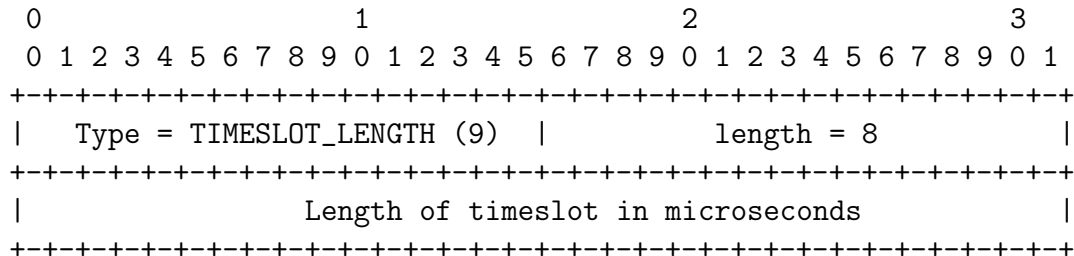 0                   1                   2                   3
 0 1 2 3 4 5 6 7 8 9 0 1 2 3 4 5 6 7 8 9 0 1 2 3 4 5 6 7 8 9 0 1
+-+-+-+-+-+-+-+-+-+-+-+-+-+-+-+-+-+-+-+-+-+-+-+-+-+-+-+-+-+-+-+-+
|   Type = TIMESLOT_LENGTH (9)  |          length = 8           |
+-+-+-+-+-+-+-+-+-+-+-+-+-+-+-+-+-+-+-+-+-+-+-+-+-+-+-+-+-+-+-+-+
|                 Length of timeslot in microseconds            |
+-+-+-+-+-+-+-+-+-+-+-+-+-+-+-+-+-+-+-+-+-+-+-+-+-+-+-+-+-+-+-+-+